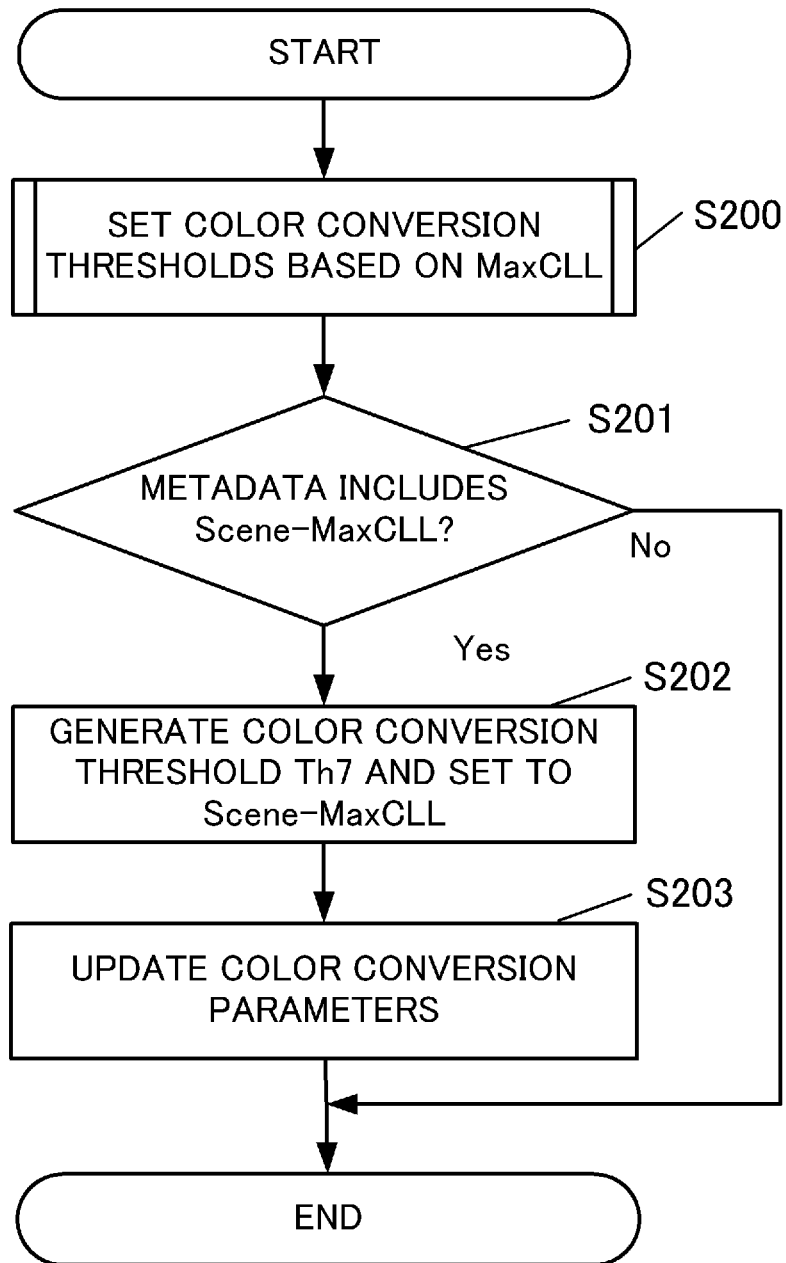 START
SET COLOR CONVERSION
THRESHOLDS BASED ON MaxCLL
S200
S201
METADATA INCLUDES
Scene-MaxCLL?
No
Yes
S202
GENERATE COLOR CONVERSION
THRESHOLD Th7 AND SET TO
Scene-MaxCLL
S203
UPDATE COLOR CONVERSION
PARAMETERS
END